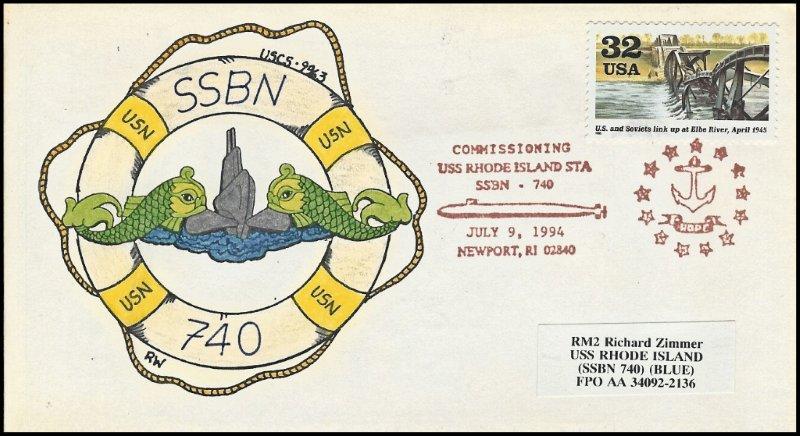 USCS-9963
SSBN
USN
USN
USN
USN
740
RW
32
USA
U.S. and Soviets link up at Elbe River, April 1945
COMMISSIONING
USS RHODE ISLAND STA
SSBN - 740
JULY 9, 1994
NEWPORT, RI 02840
HOPE
RM2 Richard Zimmer
USS RHODE ISLAND
(SSBN 740) (BLUE)
FPO AA 34092-2136